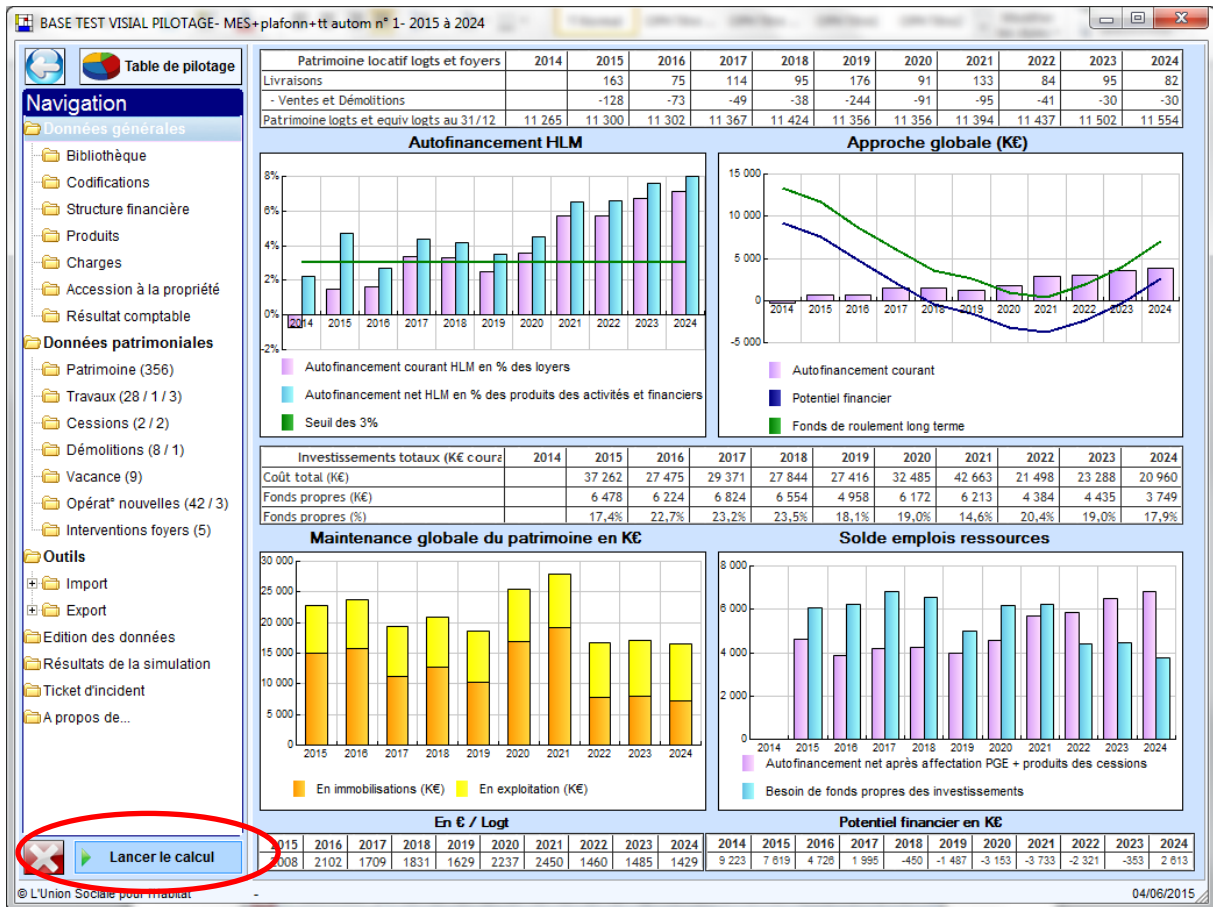 BASE TEST VISIAL PILOTAGE- MES+plafonn+tt autom n° 1- 2015 à 2024
Table de pilotage
Navigation
Données générales
Bibliothèque
Codifications
Structure financière
Produits
Charges
Accession à la propriété
Résultat comptable
Données patrimoniales
Patrimoine (356)
Travaux (28 / 1 / 3)
Cessions (2 / 2)
Démolitions (8 / 1)
Vacance (9)
Opérat° nouvelles (42 / 3)
Interventions foyers (5)
Outils
Import
Export
Edition des données
Résultats de la simulation
Ticket d'incident
A propos de...
Lancer le calcul
Patrimoine locatif logts et foyers 2014 2015 2016 2017 2018 2019 2020 2021 2022 2023 2024
Livraisons 163 75 114 95 176 91 133 84 95 82
- Ventes et Démolitions -128 -73 -49 -38 -244 -91 -95 -41 -30 -30
Patrimoine logts et equiv logts au 31/12 11 265 11 300 11 302 11 367 11 424 11 356 11 356 11 394 11 437 11 502 11 554
Autofinancement HLM
8%
6%
4%
2%
0%
-2%
2014 2015 2016 2017 2018 2019 2020 2021 2022 2023 2024
Autofinancement courant HLM en % des loyers
Autofinancement net HLM en % des produits des activités et financiers
Seuil des 3%
Approche globale (K€)
15 000
10 000
5 000
0
-5 000
2014 2015 2016 2017 2018 2019 2020 2021 2022 2023 2024
Autofinancement courant
Potentiel financier
Fonds de roulement long terme
Investissements totaux (K€ coura 2014 2015 2016 2017 2018 2019 2020 2021 2022 2023 2024
Coût total (K€) 37 262 27 475 29 371 27 844 27 416 32 485 42 663 21 498 23 288 20 960
Fonds propres (K€) 6 478 6 224 6 824 6 554 4 958 6 172 6 213 4 384 4 435 3 749
Fonds propres (%) 17,4% 22,7% 23,2% 23,5% 18,1% 19,0% 14,6% 20,4% 19,0% 17,9%
Maintenance globale du patrimoine en K€
30 000
25 000
20 000
15 000
10 000
5 000
0
2015 2016 2017 2018 2019 2020 2021 2022 2023 2024
En immobilisations (K€) En exploitation (K€)
Solde emplois ressources
8 000
6 000
4 000
2 000
0
2014 2015 2016 2017 2018 2019 2020 2021 2022 2023 2024
Autofinancement net après affectation PGE + produits des cessions
Besoin de fonds propres des investissements
En € / Logt
2015 2016 2017 2018 2019 2020 2021 2022 2023 2024
2008 2102 1709 1831 1629 2237 2450 1460 1485 1429
Potentiel financier en K€
2014 2015 2016 2017 2018 2019 2020 2021 2022 2023 2024
9 223 7 619 4 726 1 995 -450 -1 487 -3 153 -3 733 -2 321 -353 2 613
© L'Union Sociale pour l'habitat
-
04/06/2015